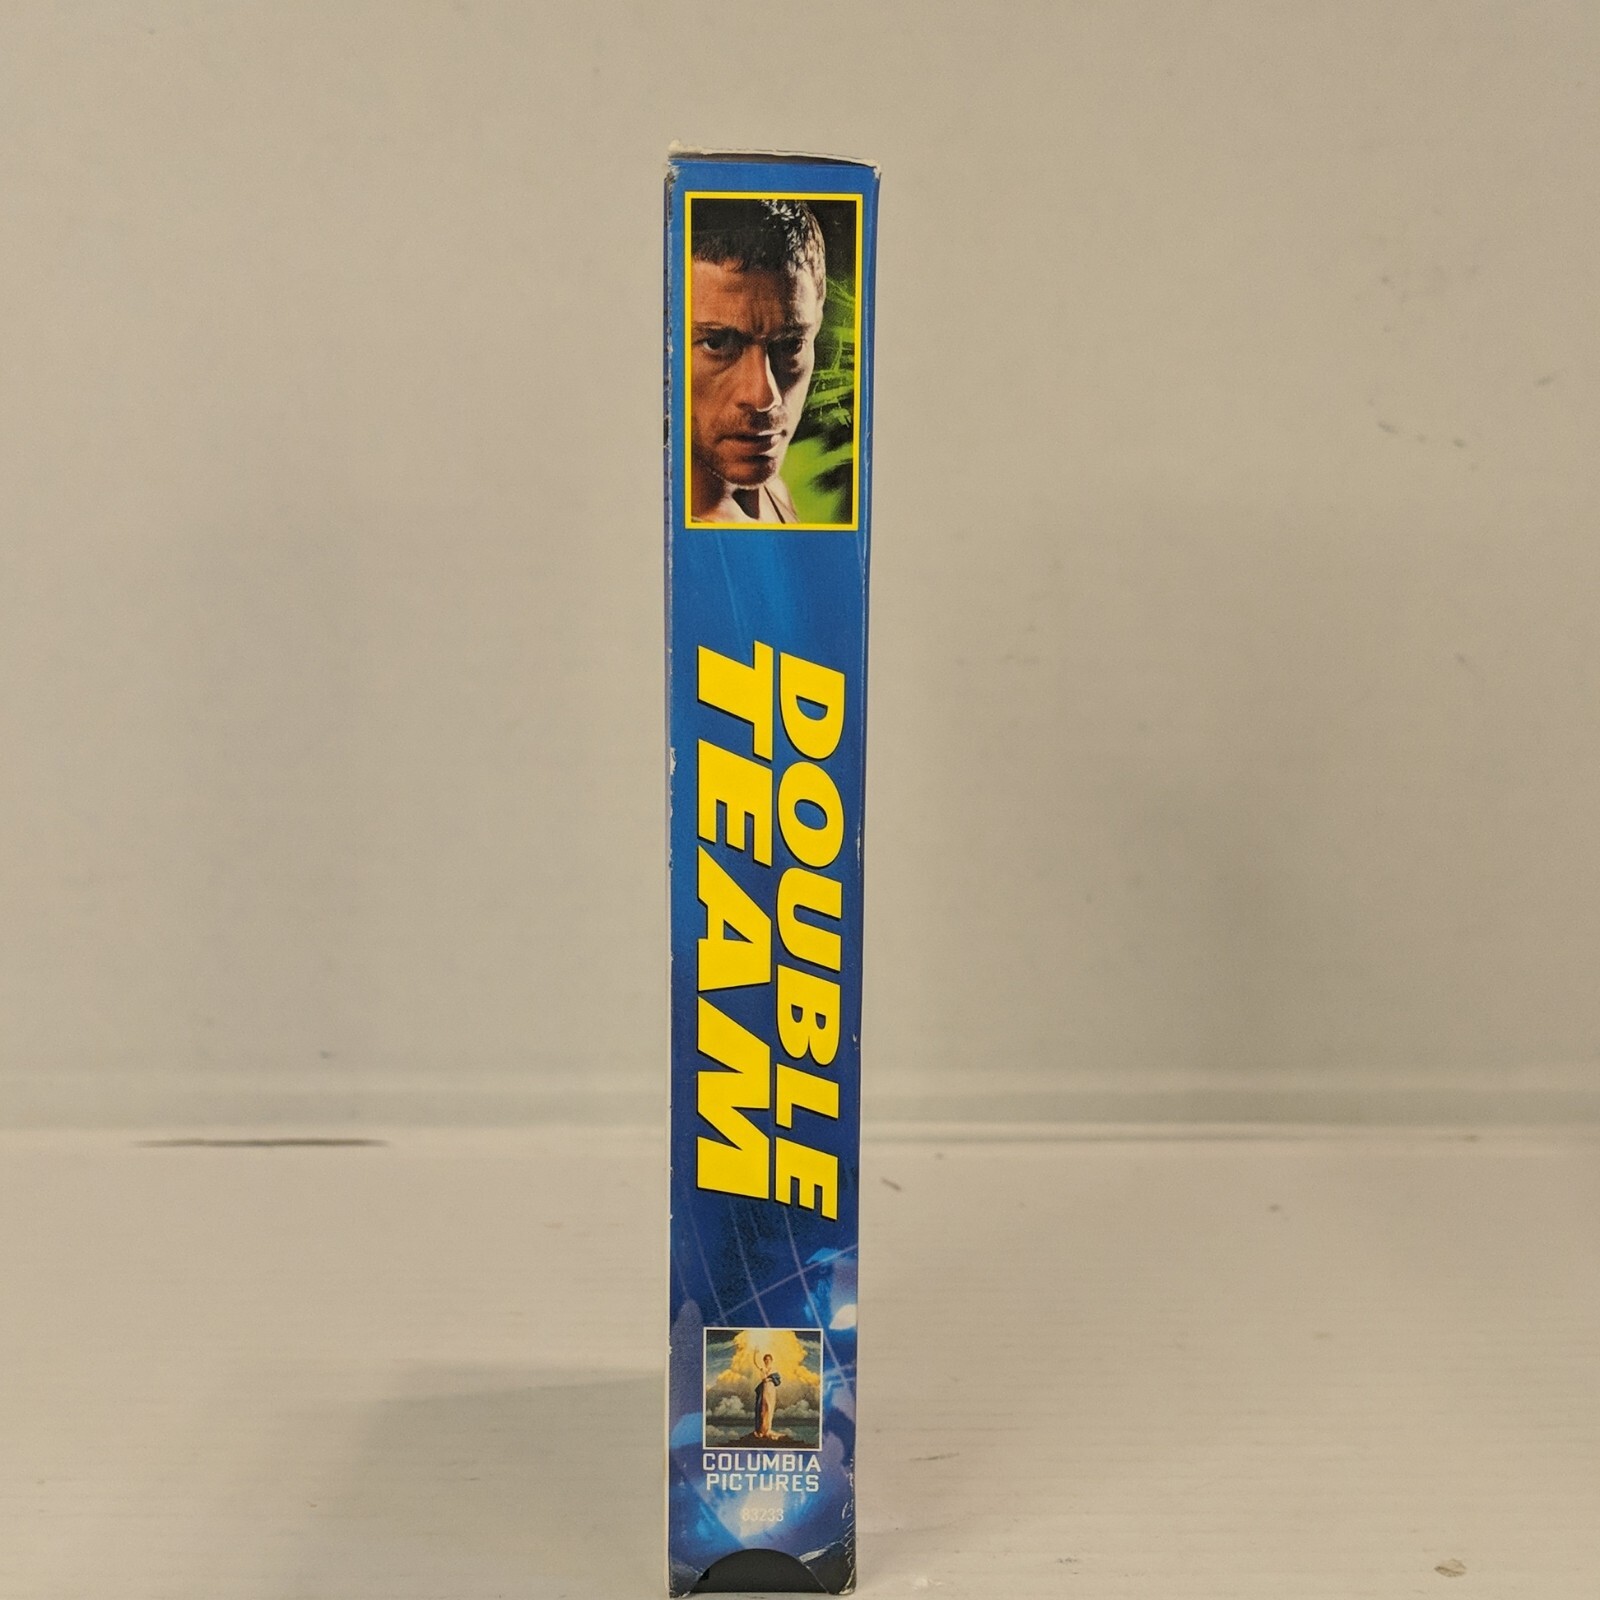 DOUBLE
TEAM
COLUMBIA
PICTURES
83233